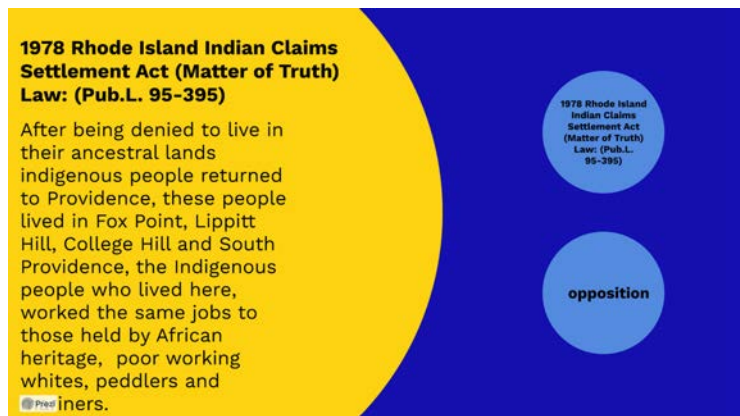 1978 Rhode Island Indian Claims
Settlement Act (Matter of Truth)
Law: (Pub.L. 95-395)
After being denied to live in
their ancestral lands
indigenous people returned
to Providence, these people
lived in Fox Point, Lippitt
Hill, College Hill and South
Providence, the Indigenous
people who lived here,
worked the same jobs to
those held by African
heritage, poor working
whites, peddlers and
iners.
Prezi
1978 Rhode Island
Indian Claims
Settlement Act
(Matter of Truth)
Law: (Pub.L.
95-395)
opposition